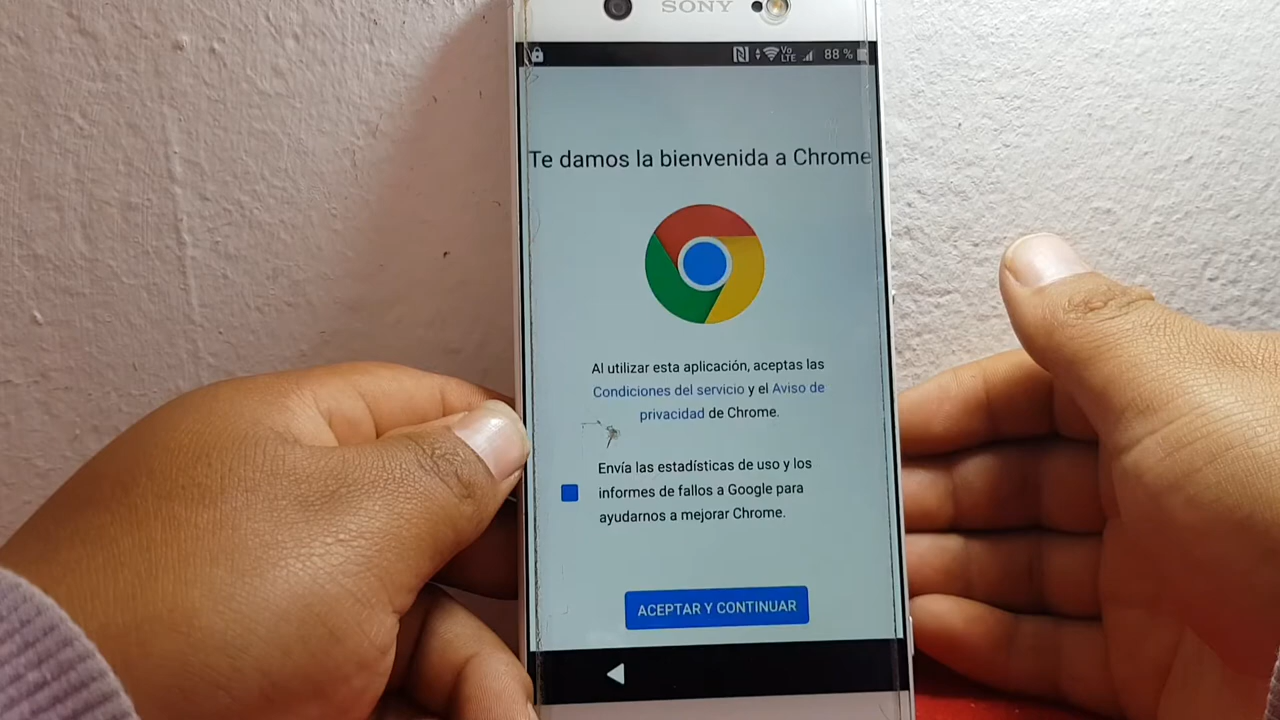 SONY
Vo
LTE
88 %
Te damos la bienvenida a Chrome
Al utilizar esta aplicación, aceptas las
Condiciones del servicio y el Aviso de
privacidad de Chrome.
Envía las estadísticas de uso y los
informes de fallos a Google para
ayudarnos a mejorar Chrome.
ACEPTAR Y CONTINUAR